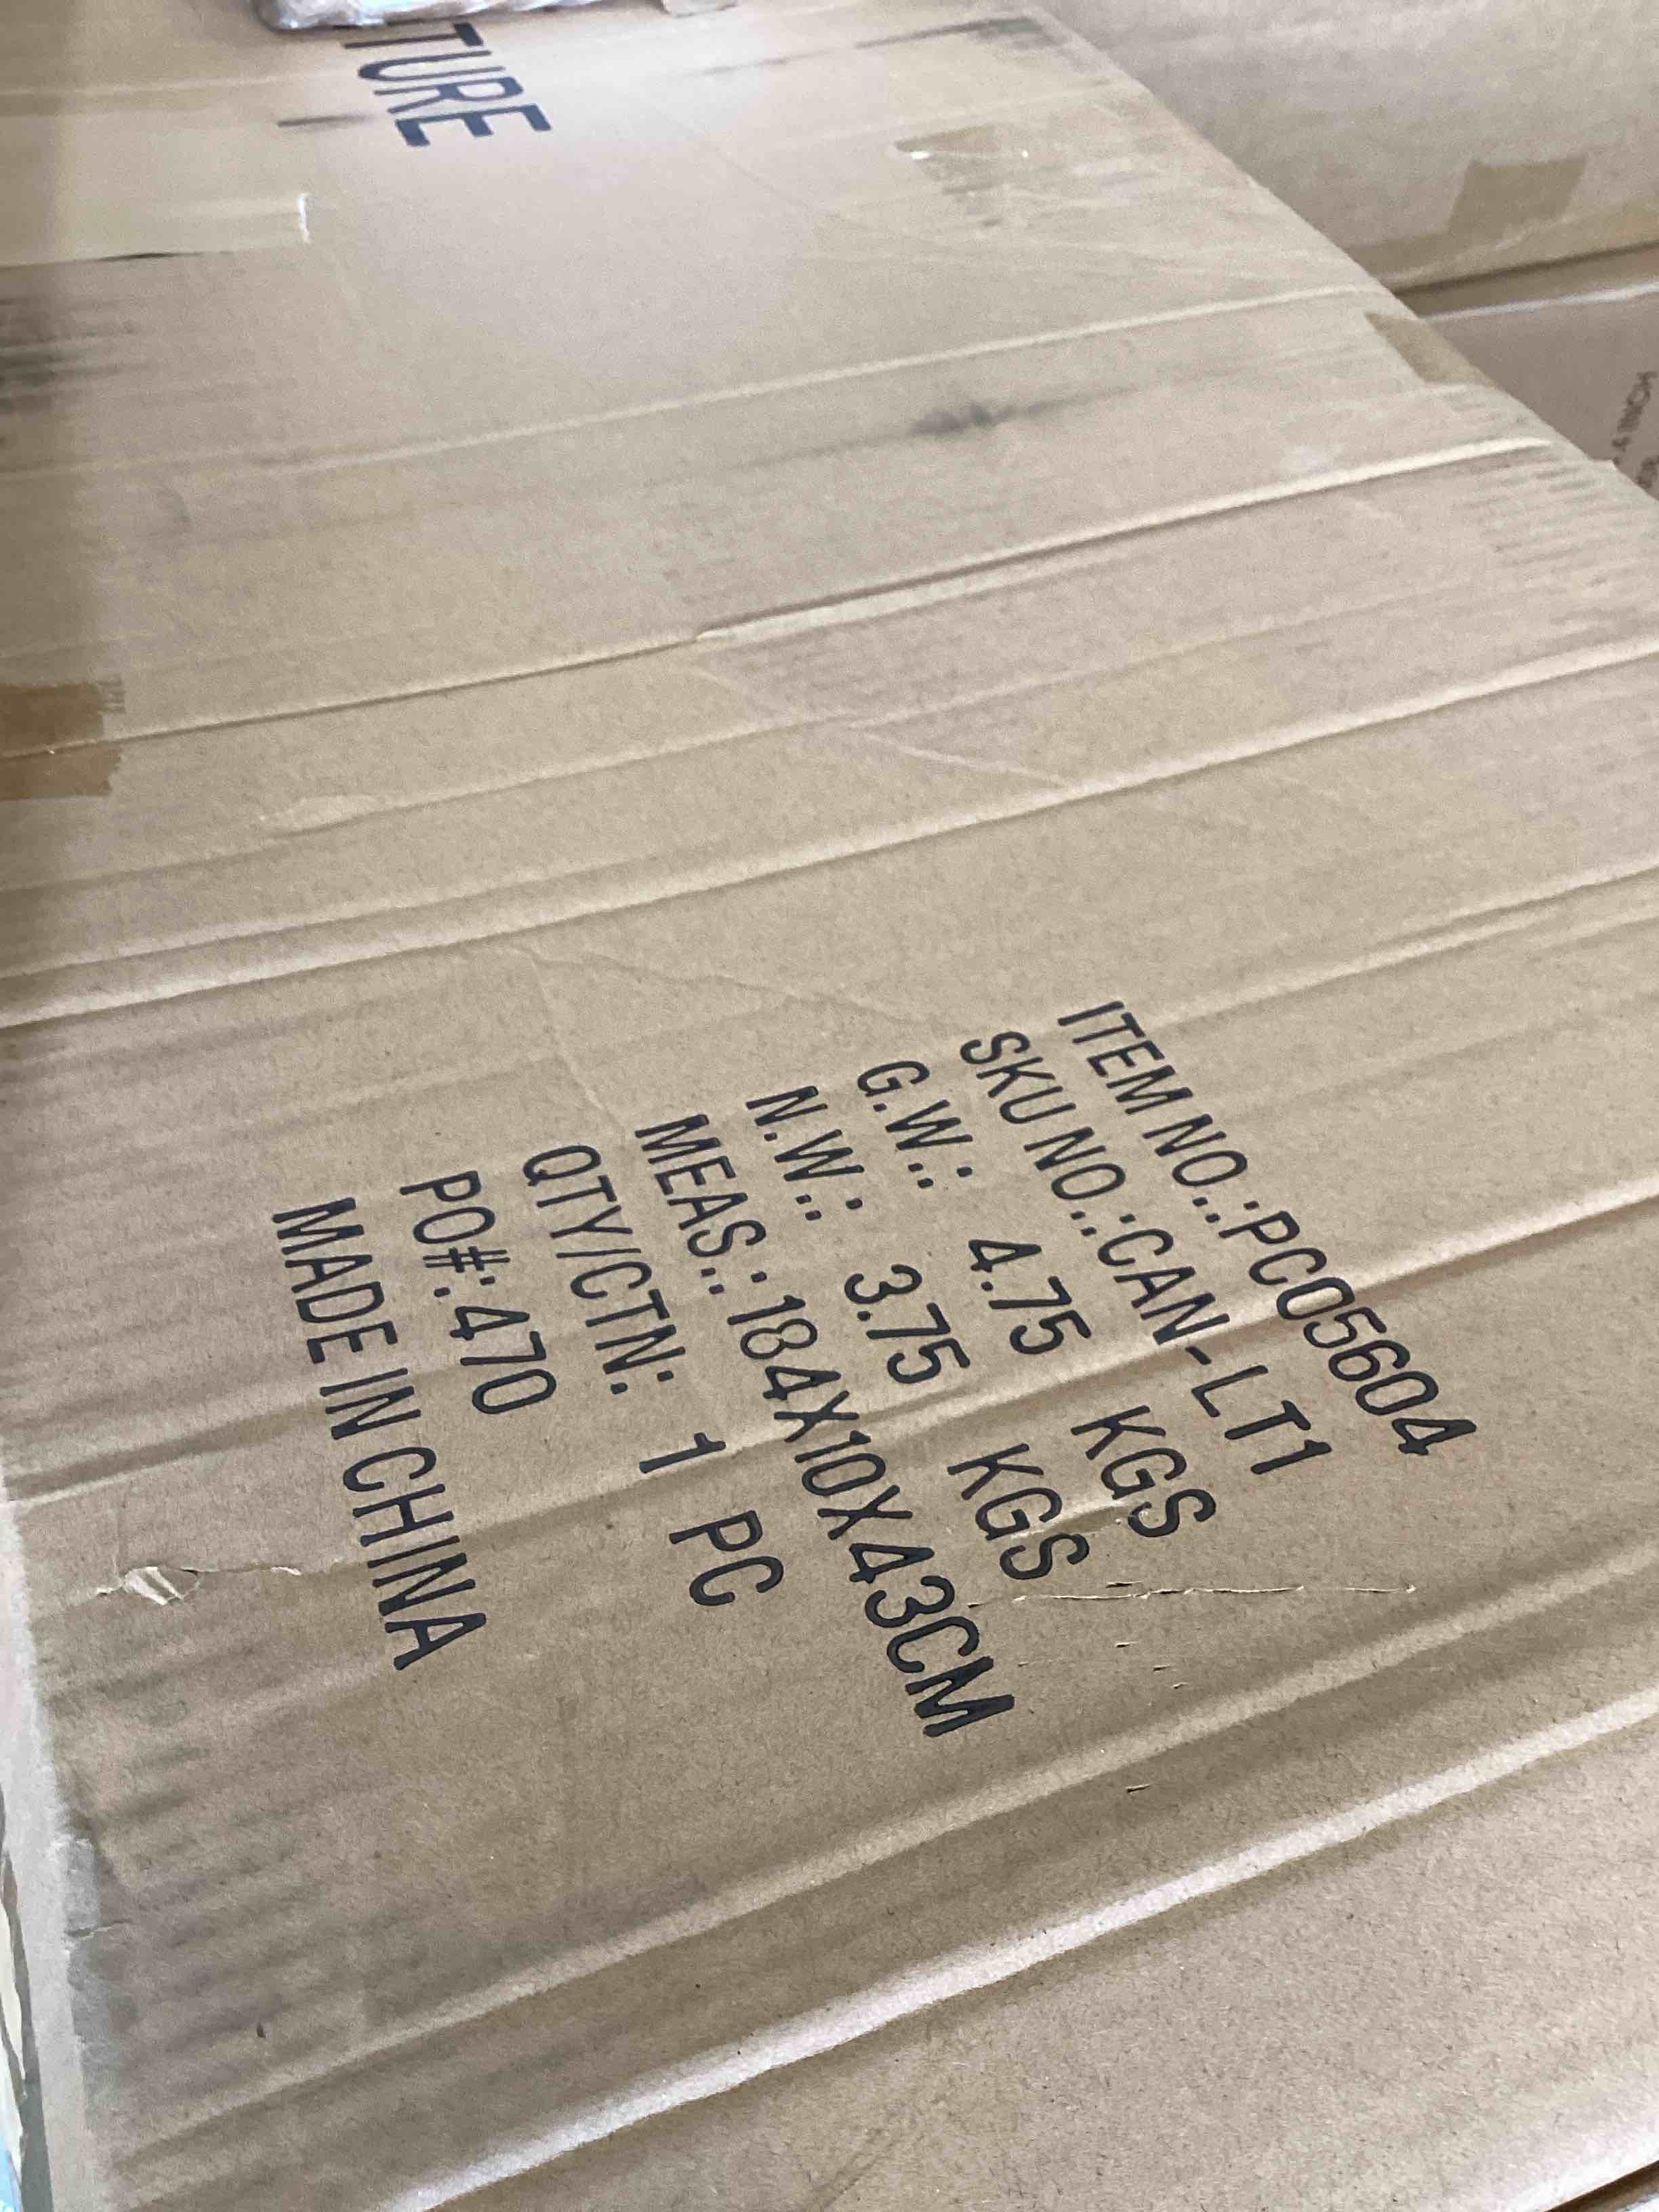 TURE
ITEM NO.:PC05604
SKU NO.:CAN-LT1
G.W.: 4.75 KGS
N.W.: 3.75 KGS
MEAS.:184X10X43CM
QTY/CTN: 1 PC
PO#:470
MADE IN CHINA
INCH